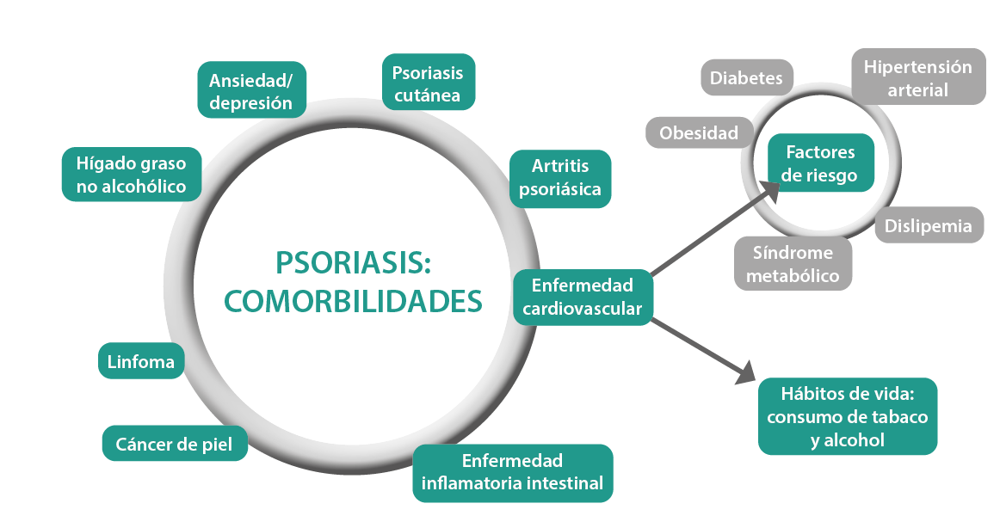 PSORIASIS:
COMORBILIDADES
Ansiedad/
depresión
Psoriasis
cutánea
Hígado graso
no alcohólico
Artritis
psoriásica
Enfermedad
cardiovascular
Linfoma
Cáncer de piel
Enfermedad
inflamatoria intestinal
Diabetes
Hipertensión
arterial
Obesidad
Factores
de riesgo
Dislipemia
Síndrome
metabólico
Hábitos de vida:
consumo de tabaco
y alcohol